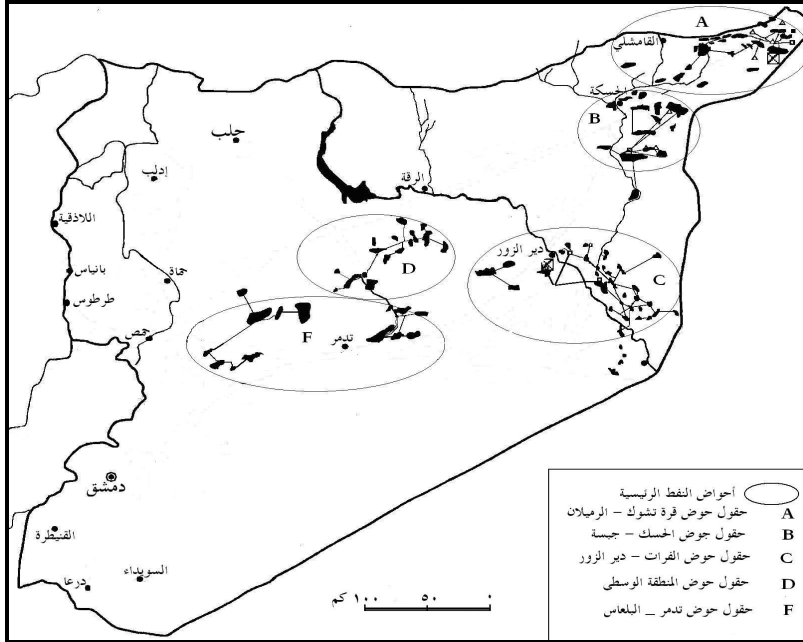 A
القامشلي
الحسكة
B
حلب
إدلب
الرقة
اللاذقية
دير الزور
D
C
بانياس
حماة
طرطوس
F
حمص
تدمر
دمشق
القنيطرة
السويداء
درعا
١٠٠ كم ٥٠ ٠
أحواض النفط الرئيسية
A حقول حوض قرة تشوك – الرميلان
B حقول حوض الحسك – جبسة
C حقول حوض الفرات – دير الزور
D حقول حوض المنطقة الوسطى
F حقول حوض تدمر _ البلعاس